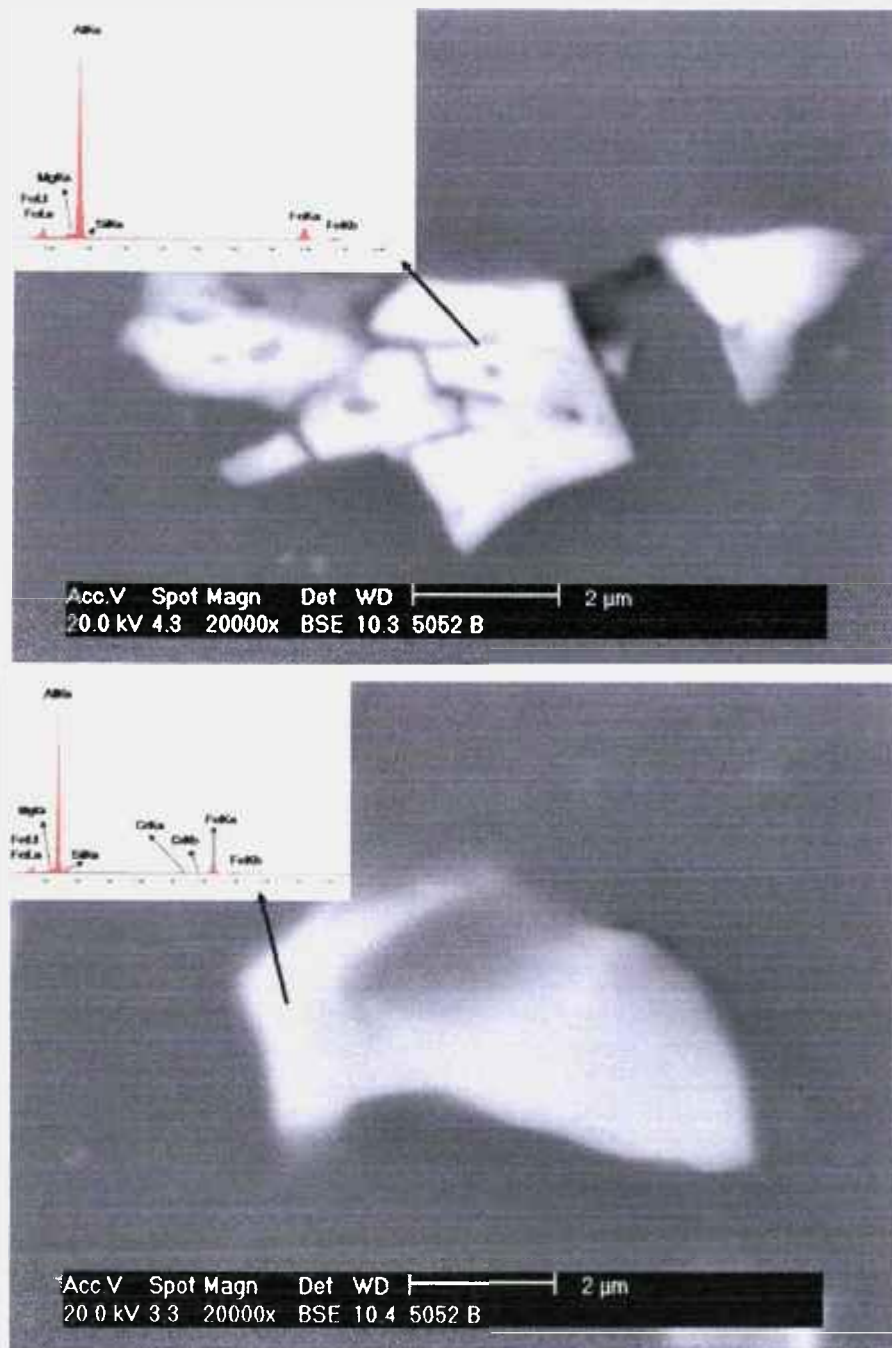 AlKa
MgKa
FeLl
FeLa
SiKa
FeKa
FeKb
Acc.V Spot Magn Det WD 2 µm
20.0 kV 4.3 20000x BSE 10.3 5052 B
AlKa
MgKa
FeLl
FeLa
SiKa
CrKa
CrKb
FeKa
FeKb
Acc V Spot Magn Det WD 2 µm
20.0 kV 3.3 20000x BSE 10.4 5052 B